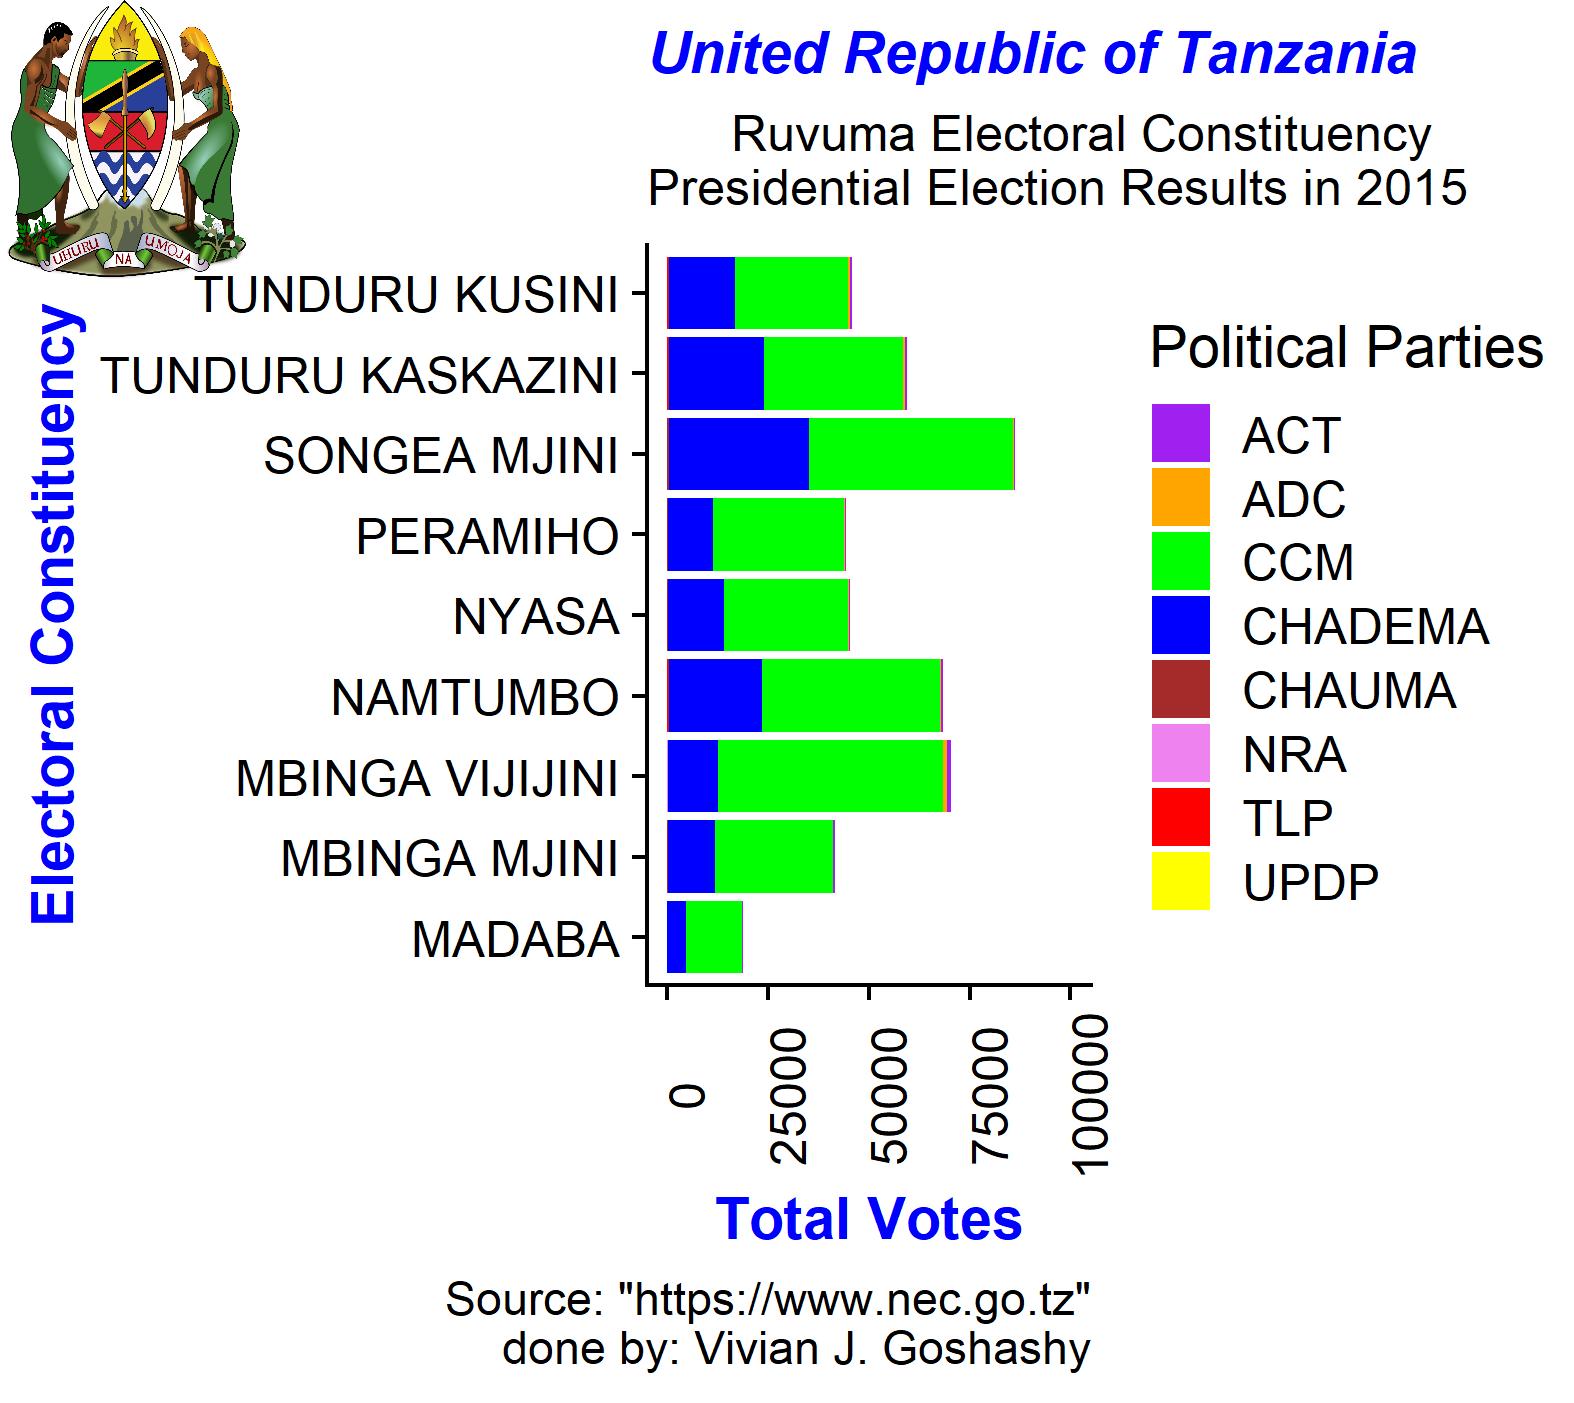 United Republic of Tanzania
Ruvuma Electoral Constituency
Presidential Election Results in 2015
UHURU NA UMOJA
Electoral Constituency
TUNDURU KUSINI
TUNDURU KASKAZINI
SONGEA MJINI
PERAMIHO
NYASA
NAMTUMBO
MBINGA VIJIJINI
MBINGA MJINI
MADABA
0
25000
50000
75000
100000
Total Votes
Political Parties
ACT
ADC
CCM
CHADEMA
CHAUMA
NRA
TLP
UPDP
Source: "https://www.nec.go.tz"
done by: Vivian J. Goshashy